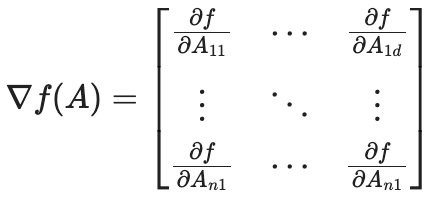 ∇f(A) = [ ∂f/∂A₁₁ ⋯ ∂f/∂A₁d
⋮ ⋱ ⋮
∂f/∂Aₙ₁ ⋯ ∂f/∂Aₙ₁ ]